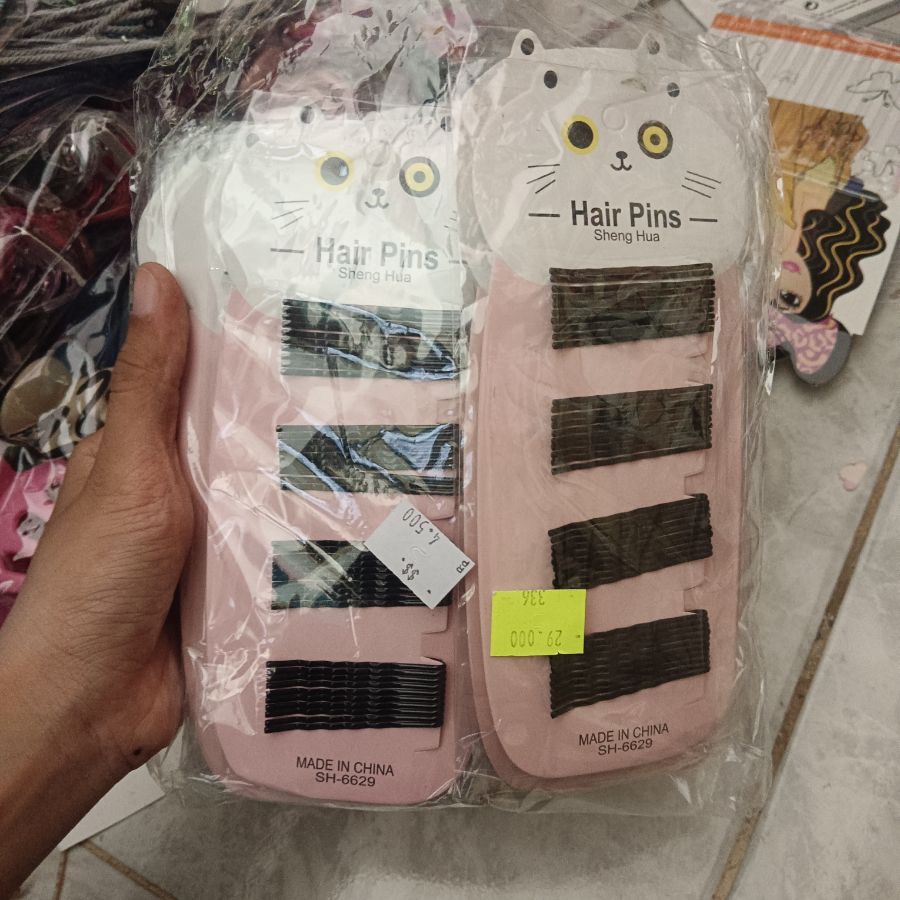 Hair Pins
Sheng Hua
MADE IN CHINA
SH-6629
4.500
Hair Pins
Sheng Hua
336
29.000
MADE IN CHINA
SH-6629